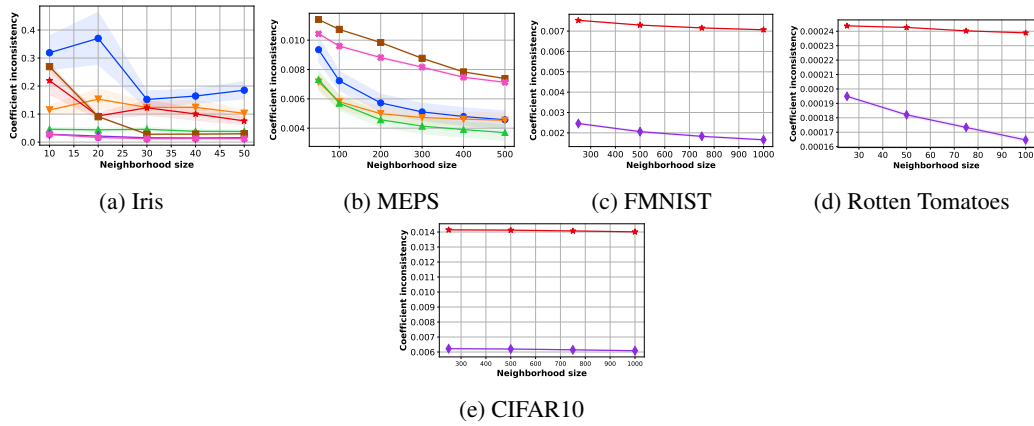 Coefficient inconsistency
0.4
0.3
0.2
0.1
0.0
10 15 20 25 30 35 40 45 50
Neighborhood size
(a) Iris
Coefficient inconsistency
0.010
0.008
0.006
0.004
100 200 300 400 500
Neighborhood size
(b) MEPS
Coefficient inconsistency
0.007
0.006
0.005
0.004
0.003
0.002
300 400 500 600 700 800 900 1000
Neighborhood size
(c) FMNIST
Coefficient inconsistency
0.00024
0.00023
0.00021
0.00020
0.00019
0.00018
0.00016
30 40 50 60 70 80 90 100
Neighborhood size
(d) Rotten Tomatoes
Coefficient inconsistency
0.014
0.013
0.012
0.011
0.010
0.009
0.008
0.007
0.006
300 400 500 600 700 800 900 1000
Neighborhood size
(e) CIFAR10